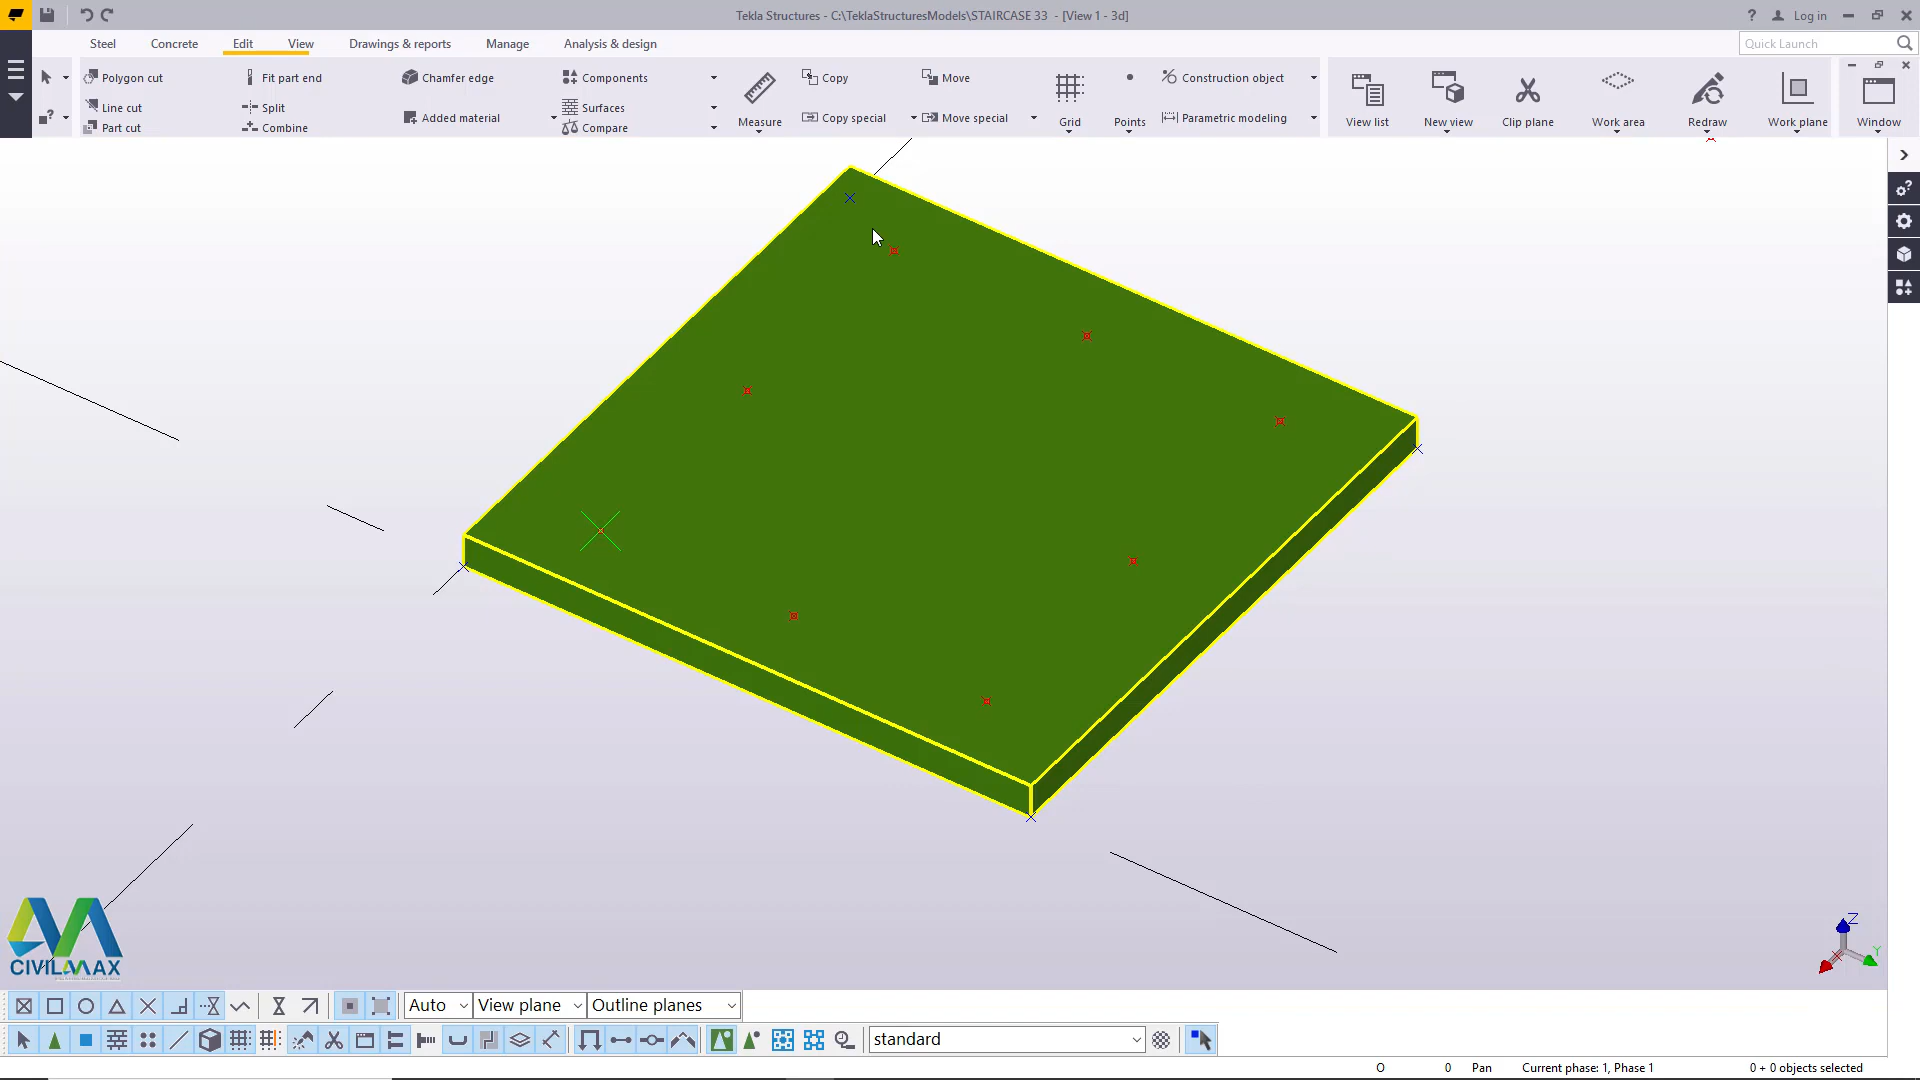 Tekla Structures - C:\TeklaStructuresModels\STAIRCASE 33 - [View 1 - 3d]
? Log in
Steel Concrete Edit View Drawings & reports Manage Analysis & design
Quick Launch
Polygon cut
Line cut
Part cut
Fit part end
Split
Combine
Chamfer edge
Added material
Components
Surfaces
Compare
Measure
Copy
Copy special
Move
Move special
Grid
Points
Construction object
Parametric modeling
View list
New view
Clip plane
Work area
Redraw
Work plane
Window
Z
Y
CIVILMAX
Auto
View plane
Outline planes
standard
O 0 Pan Current phase: 1, Phase 1 0 + 0 objects selected